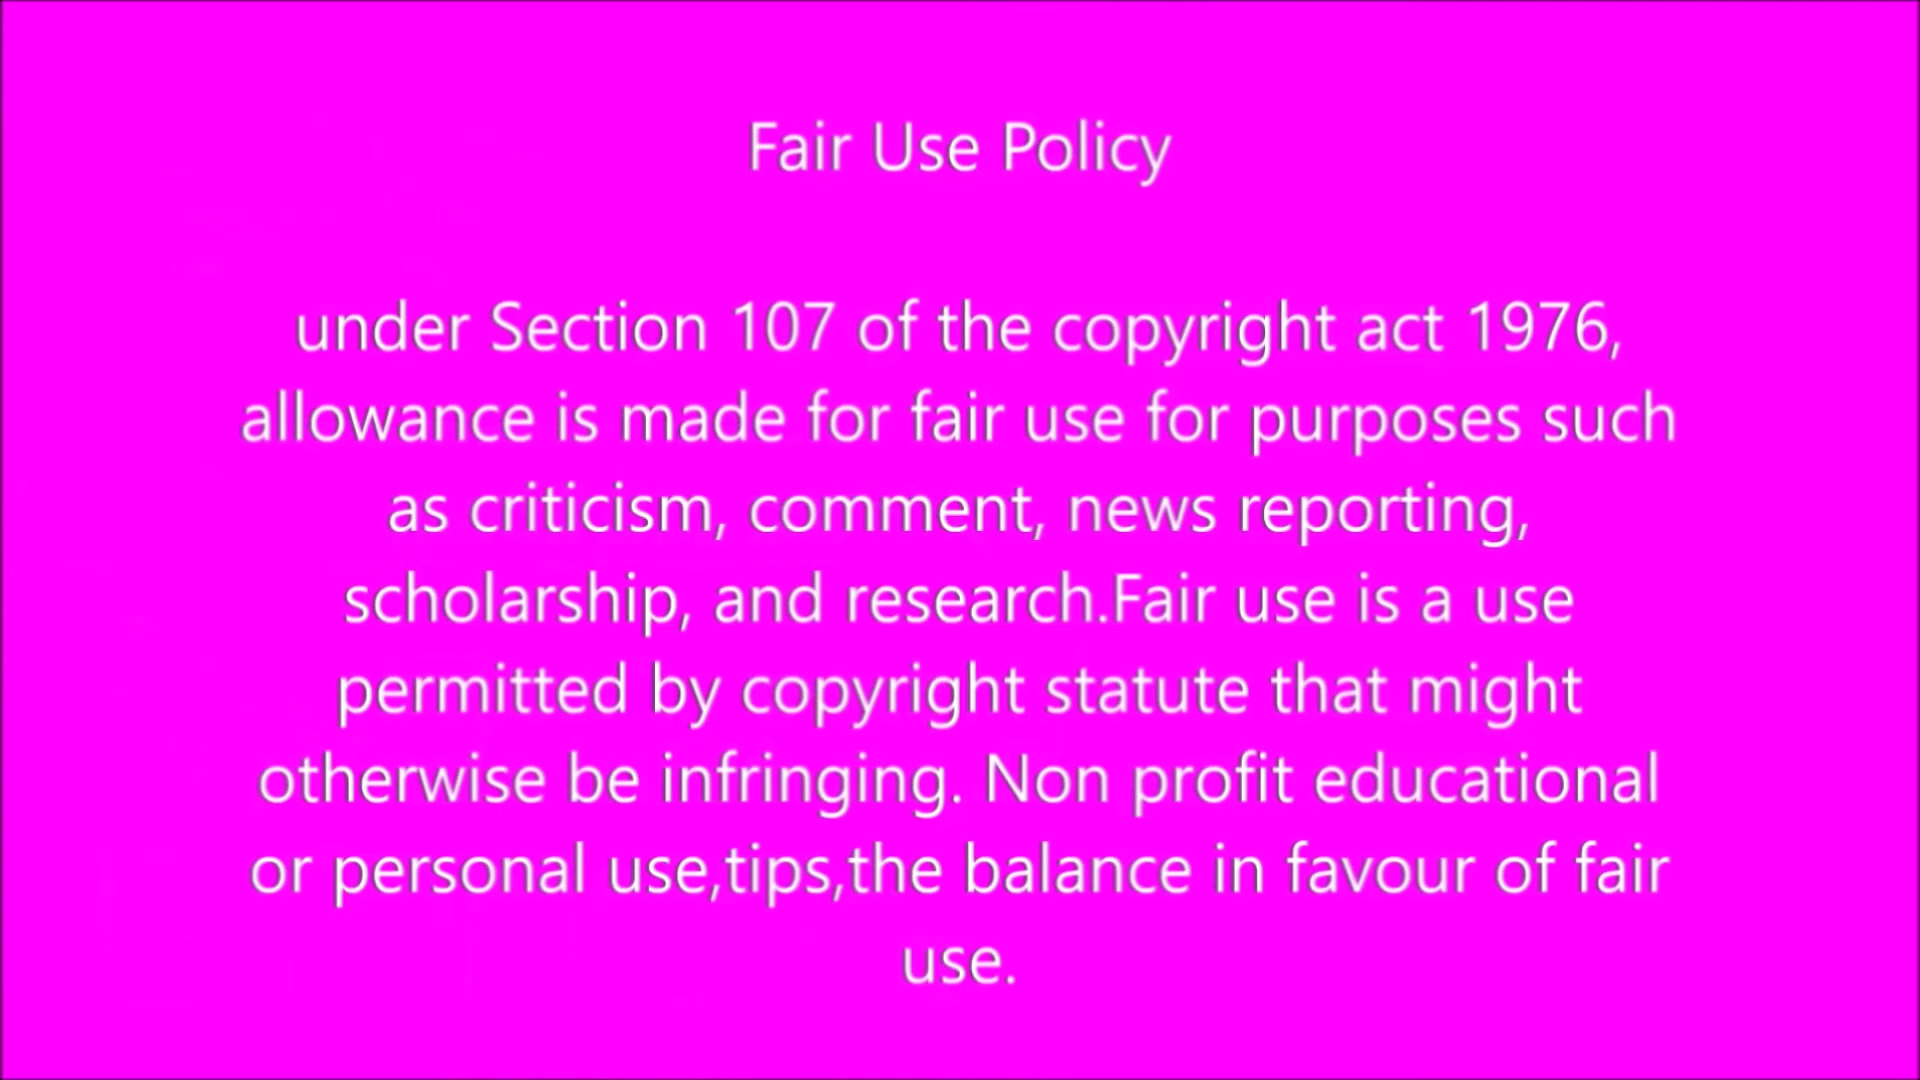 Fair Use Policy
under Section 107 of the copyright act 1976,
allowance is made for fair use for purposes such
as criticism, comment, news reporting,
scholarship, and research.Fair use is a use
permitted by copyright statute that might
otherwise be infringing. Non profit educational
or personal use,tips,the balance in favour of fair
use.